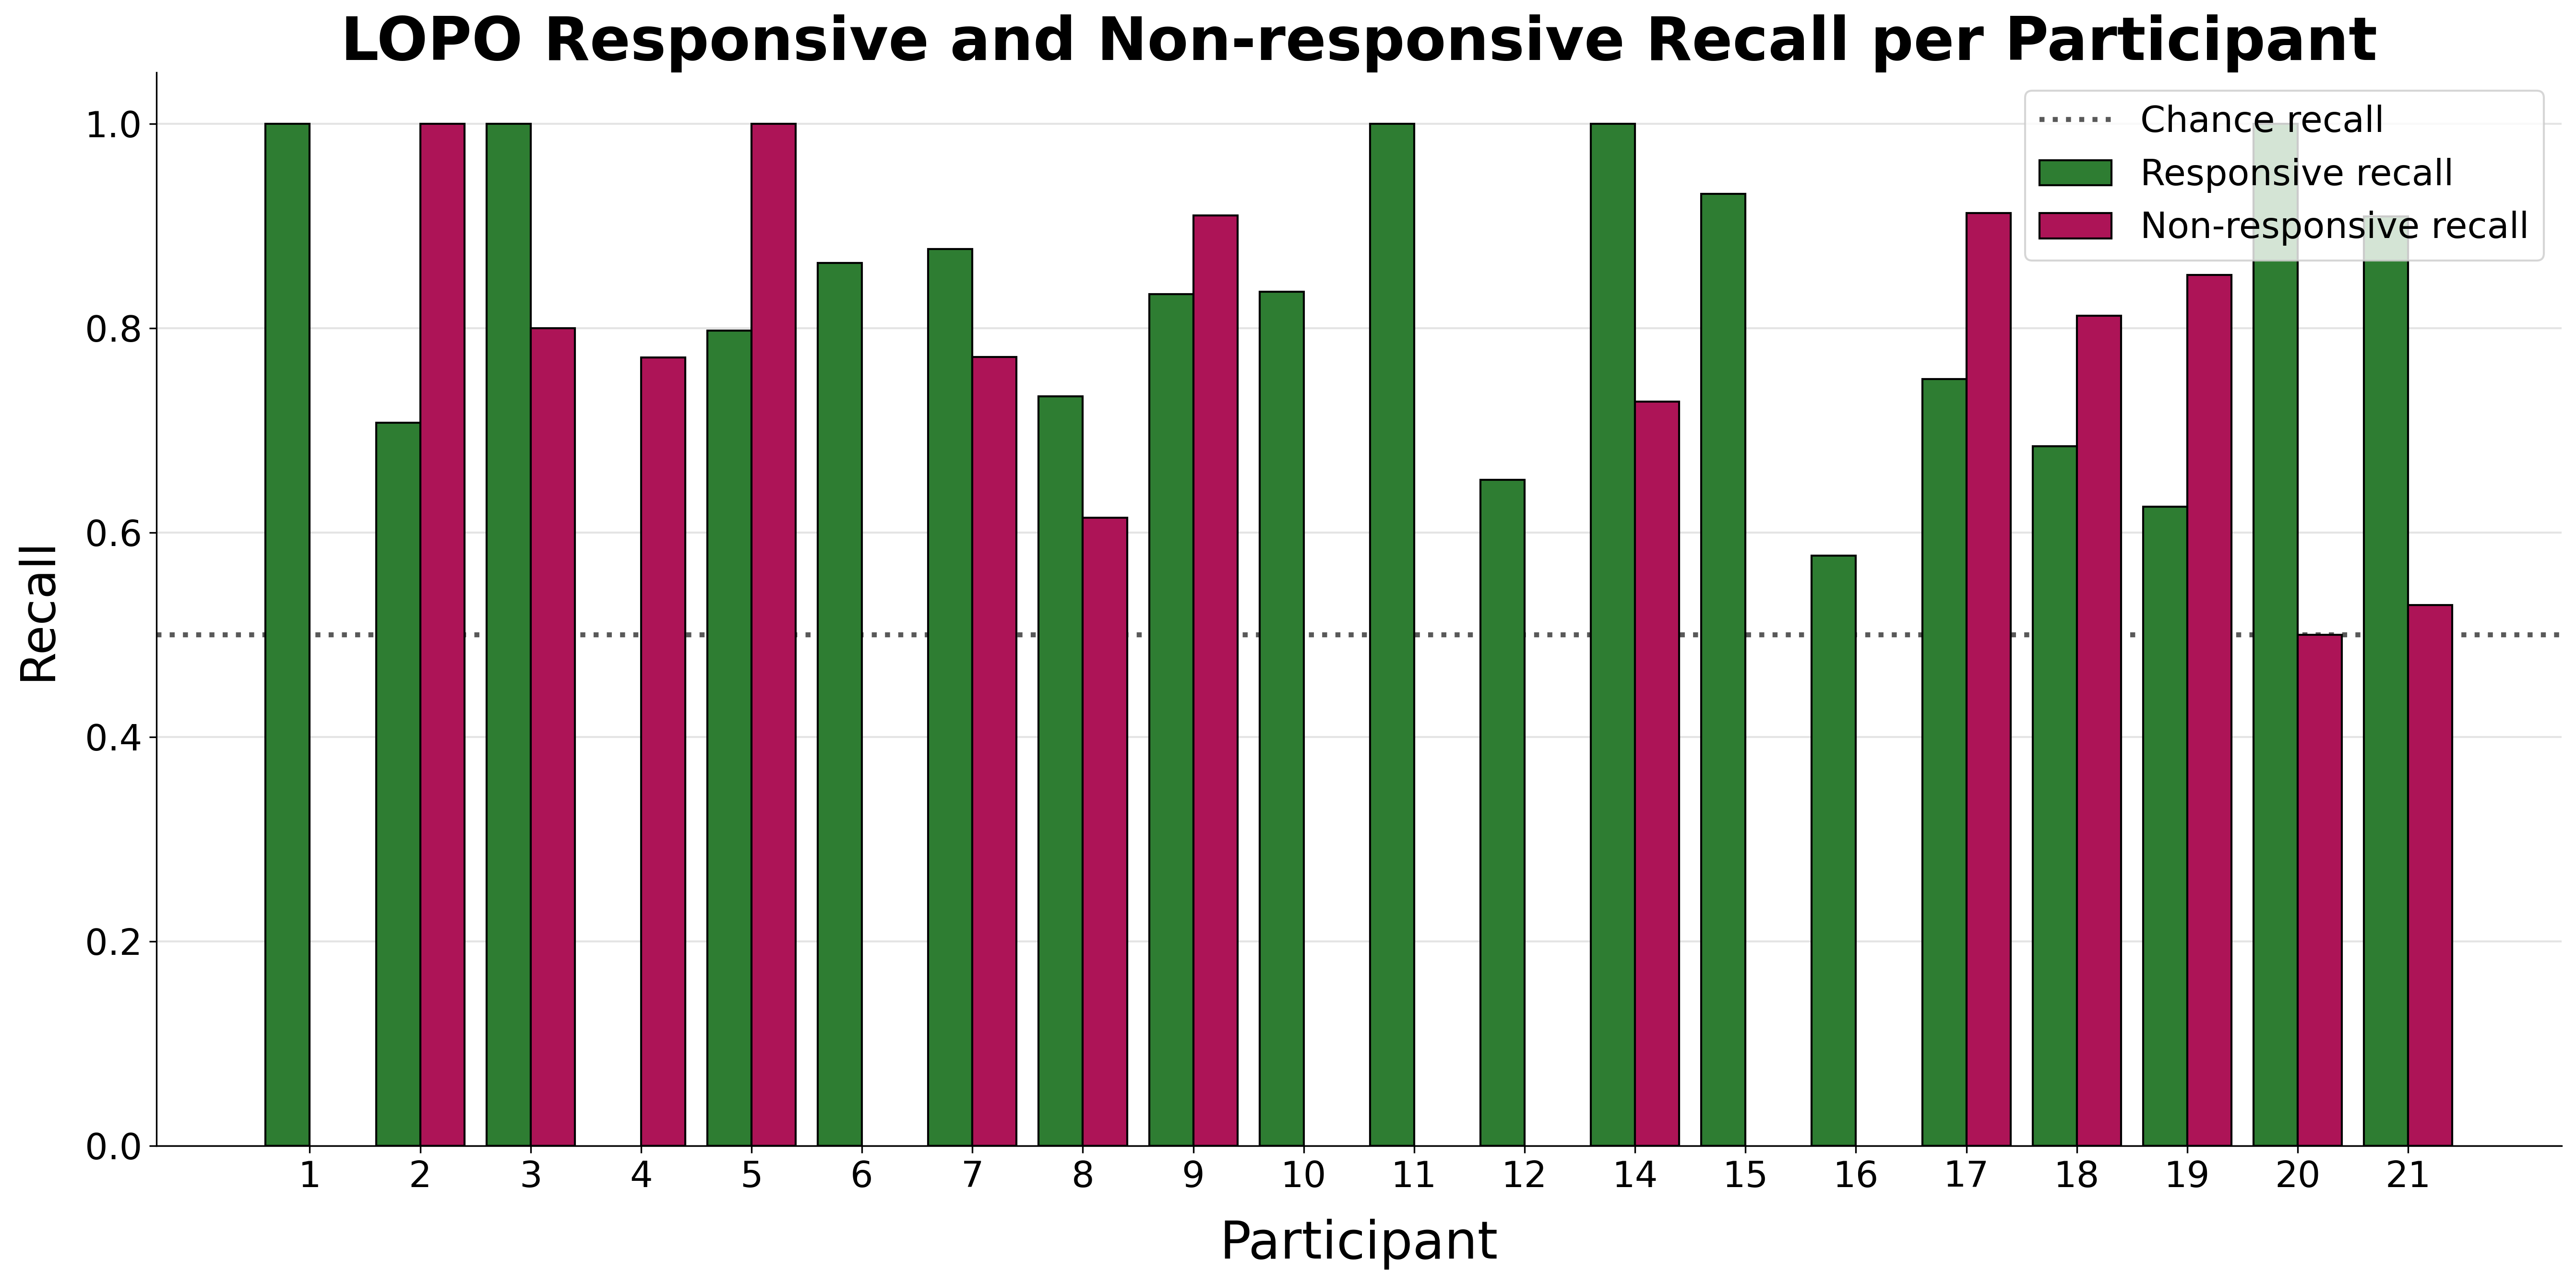 LOPO Responsive and Non-responsive Recall per Participant
Chance recall
Responsive recall
Non-responsive recall
1.0
0.8
0.6
0.4
0.2
0.0
Recall
1 2 3 4 5 6 7 8 9 10 11 12 14 15 16 17 18 19 20 21
Participant